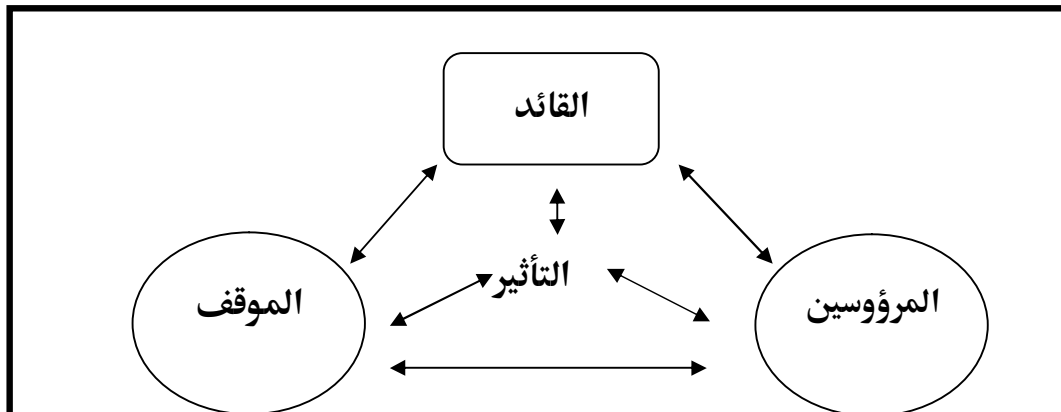 القائد
التأثير
المرؤوسين
الموقف